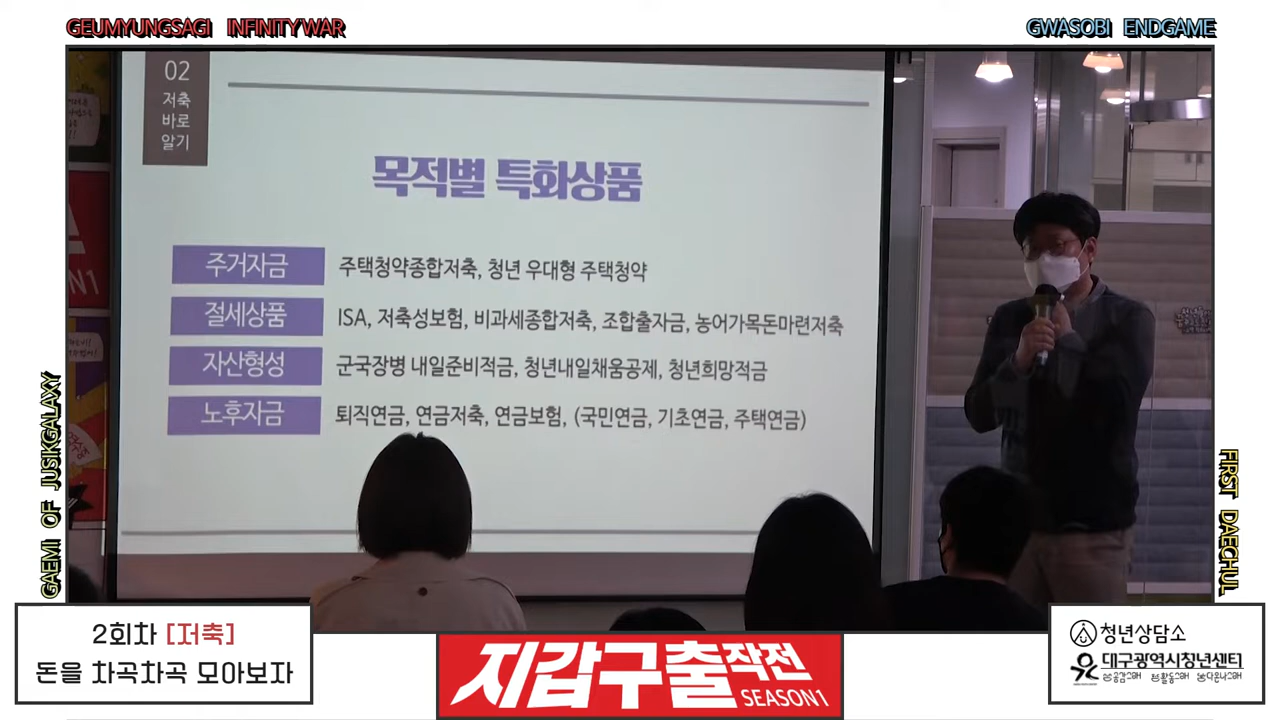 GEUMYUNGSAGI INFINITY WAR
GWASOBI ENDGAME
02
저축
바로
알기
목적별 특화상품
주거자금 주택청약종합저축, 청년 우대형 주택청약
절세상품 ISA, 저축성보험, 비과세종합저축, 조합출자금, 농어가목돈마련저축
자산형성 군국장병 내일준비적금, 청년내일채움공제, 청년희망적금
노후자금 퇴직연금, 연금저축, 연금보험, (국민연금, 기초연금, 주택연금)
N1
GAEMI OF JUSIKGALAXY
FIRST DAECHUL
2회차 [저축]
돈을 차곡차곡 모아보자
지갑구출작전
SEASON1
청년상담소
대구광역시청년센터